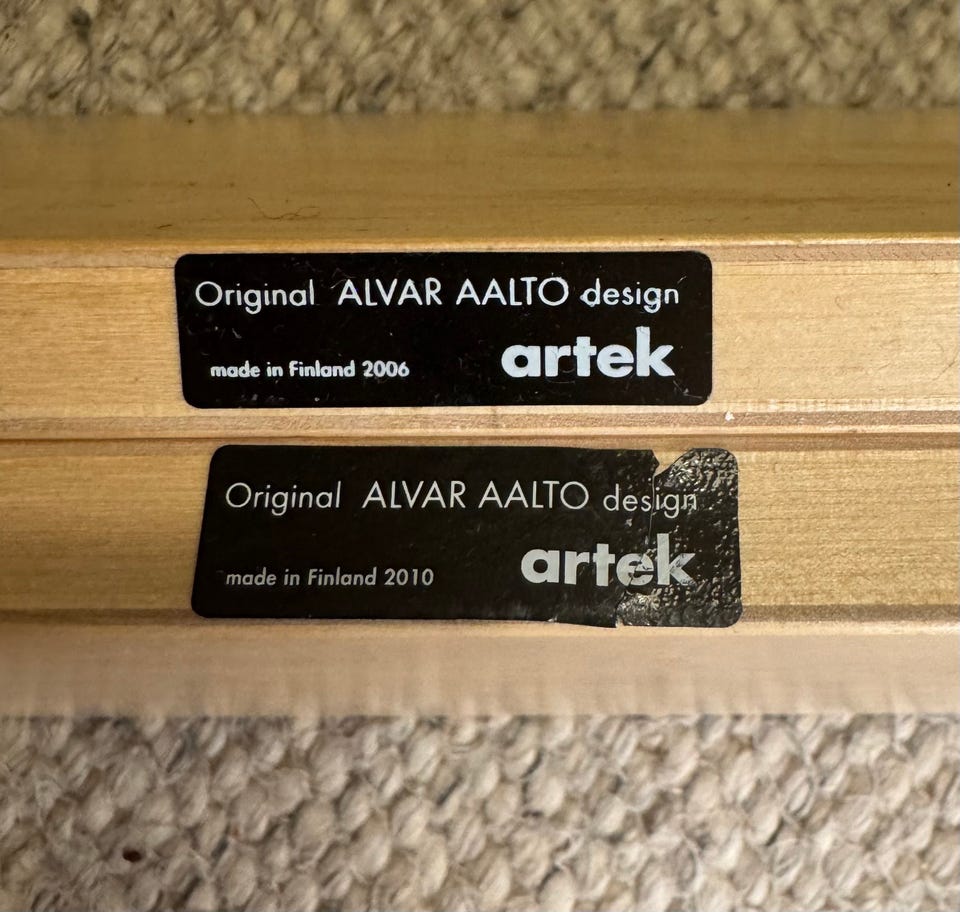 Original ALVAR AALTO design
artek
made in Finland 2006
Original ALVAR AALTO design
artek
made in Finland 2010